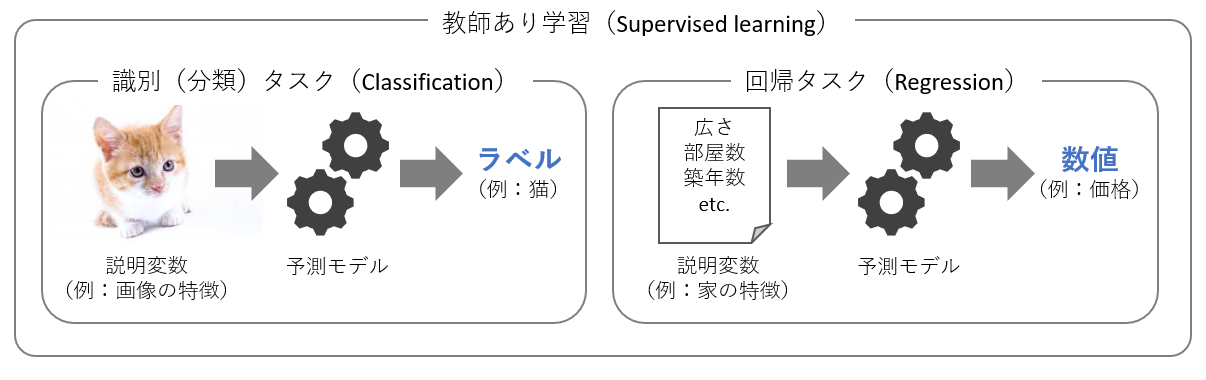 教師あり学習（Supervised learning）
識別（分類）タスク（Classification）
ラベル
（例：猫）
説明変数
（例：画像の特徴）
予測モデル
回帰タスク（Regression）
広さ
部屋数
築年数
etc.
数値
（例：価格）
説明変数
（例：家の特徴）
予測モデル